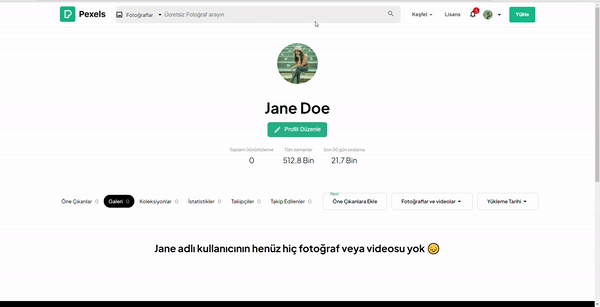 Pexels Fotoğraflar Ücretsiz Fotoğraf arayın Keşfet Lisans Yükle
Jane Doe
Profili Düzenle
Toplam Görüntüleme Tüm zamanlar Son 30 gün sıralama
0 512,8 Bin 21,7 Bin
Öne Çıkanlar 0 Galeri 0 Koleksiyonlar 0 İstatistikler 0 Takipçiler 0 Takip Edilenler 0 Öne Çıkanlara Ekle Fotoğraflar ve videolar Yükleme Tarihi
Jane adlı kullanıcının henüz hiç fotoğraf veya videosu yok